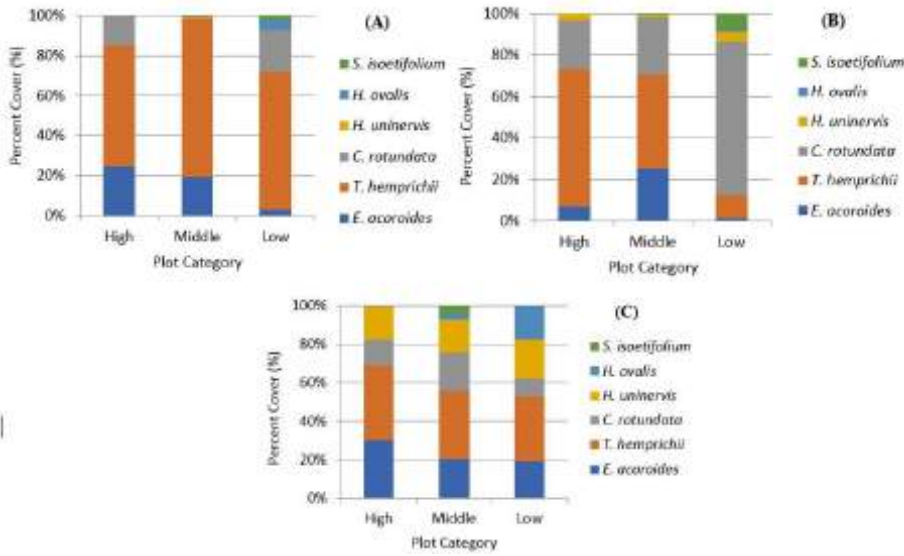 (A)
100%
80%
60%
40%
20%
0%
Percent Cover (%)
High Middle Low
Plot Category
S. isoetifolium
H. ovalis
H. uninervis
C. rotundata
T. hemprichii
E. acoroides
(B)
100%
80%
60%
40%
20%
0%
Percent Cover (%)
High Middle Low
Plot Category
S. isoetifolium
H. ovalis
H. uninervis
C. rotundata
T. hemprichii
E. acoroides
(C)
100%
80%
60%
40%
20%
0%
Percent Cover (%)
High Middle Low
Plot Category
S. isoetifolium
H. ovalis
H. uninervis
C. rotundata
T. hemprichii
E. acoroides